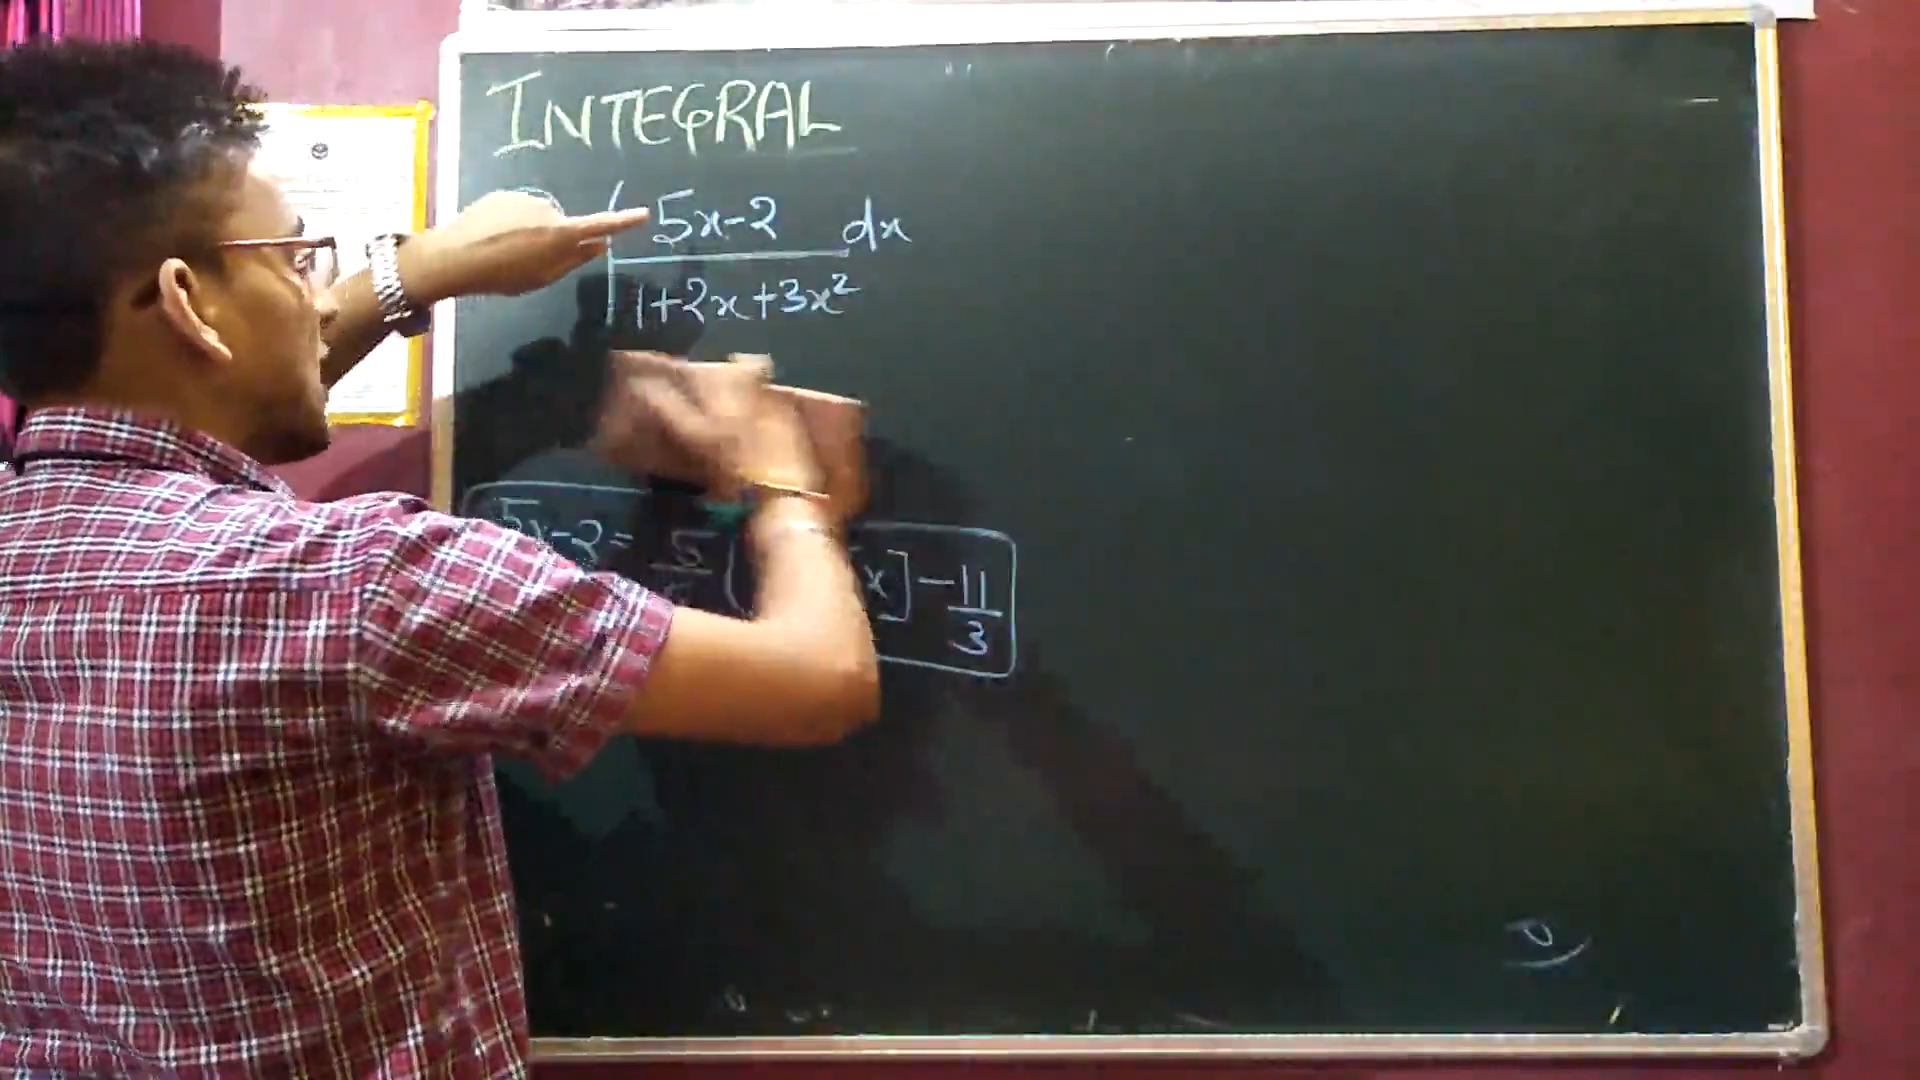 INTEGRAL
5x-2 dx
1+2x+3x²
5x-2= 5 ( x] - 11
3